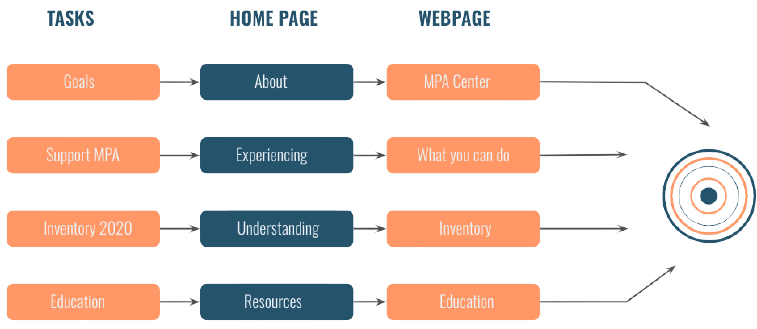 TASKS HOME PAGE WEBPAGE
Goals About MPA Center
Support MPA Experiencing What you can do
Inventory 2020 Understanding Inventory
Education Resources Education